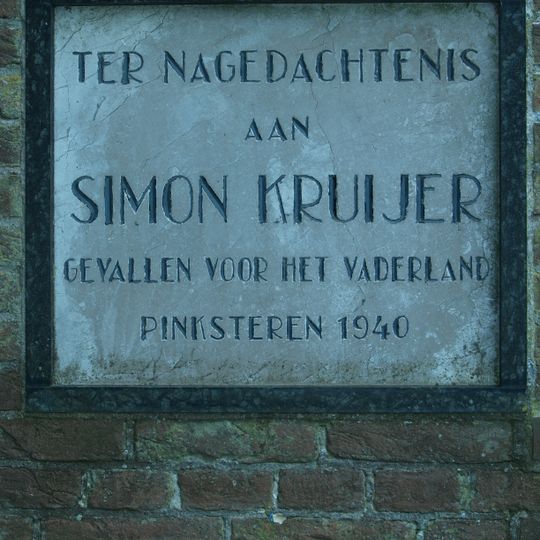 TER NAGEDACHTENIS
AAN
SIMON KRUIJER
GEVALLEN VOOR HET VADERLAND
PINKSTEREN 1940